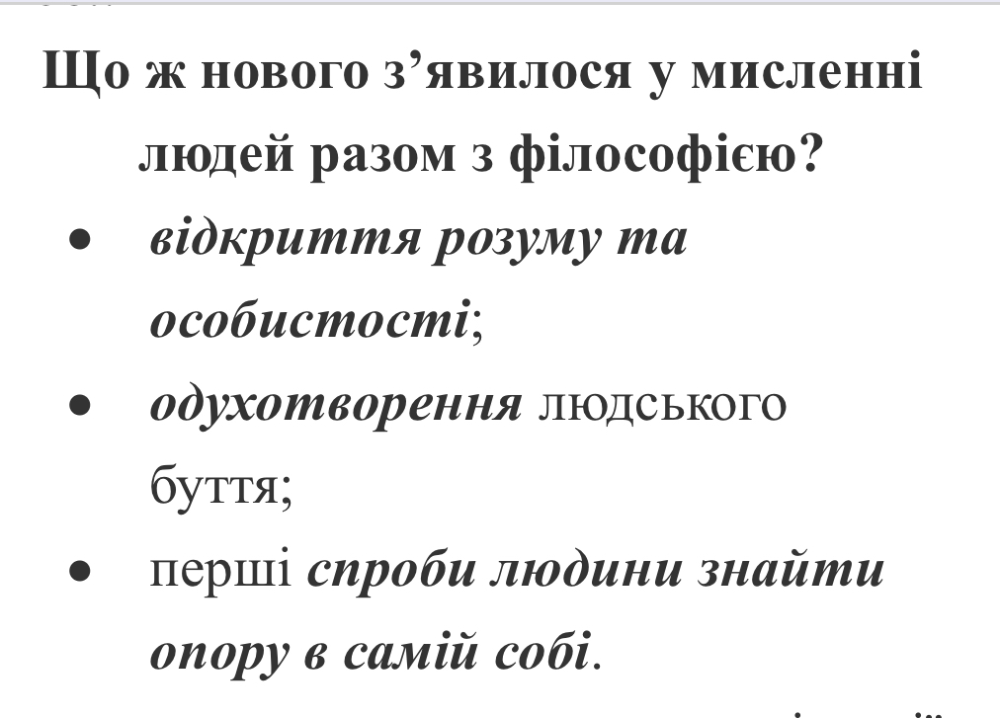 Що ж нового з’явилося у мисленні
людей разом з філософією?
● відкриття розуму та
особистості;
● одухотворення людського
буття;
● перші спроби людини знайти
опору в самій собі.